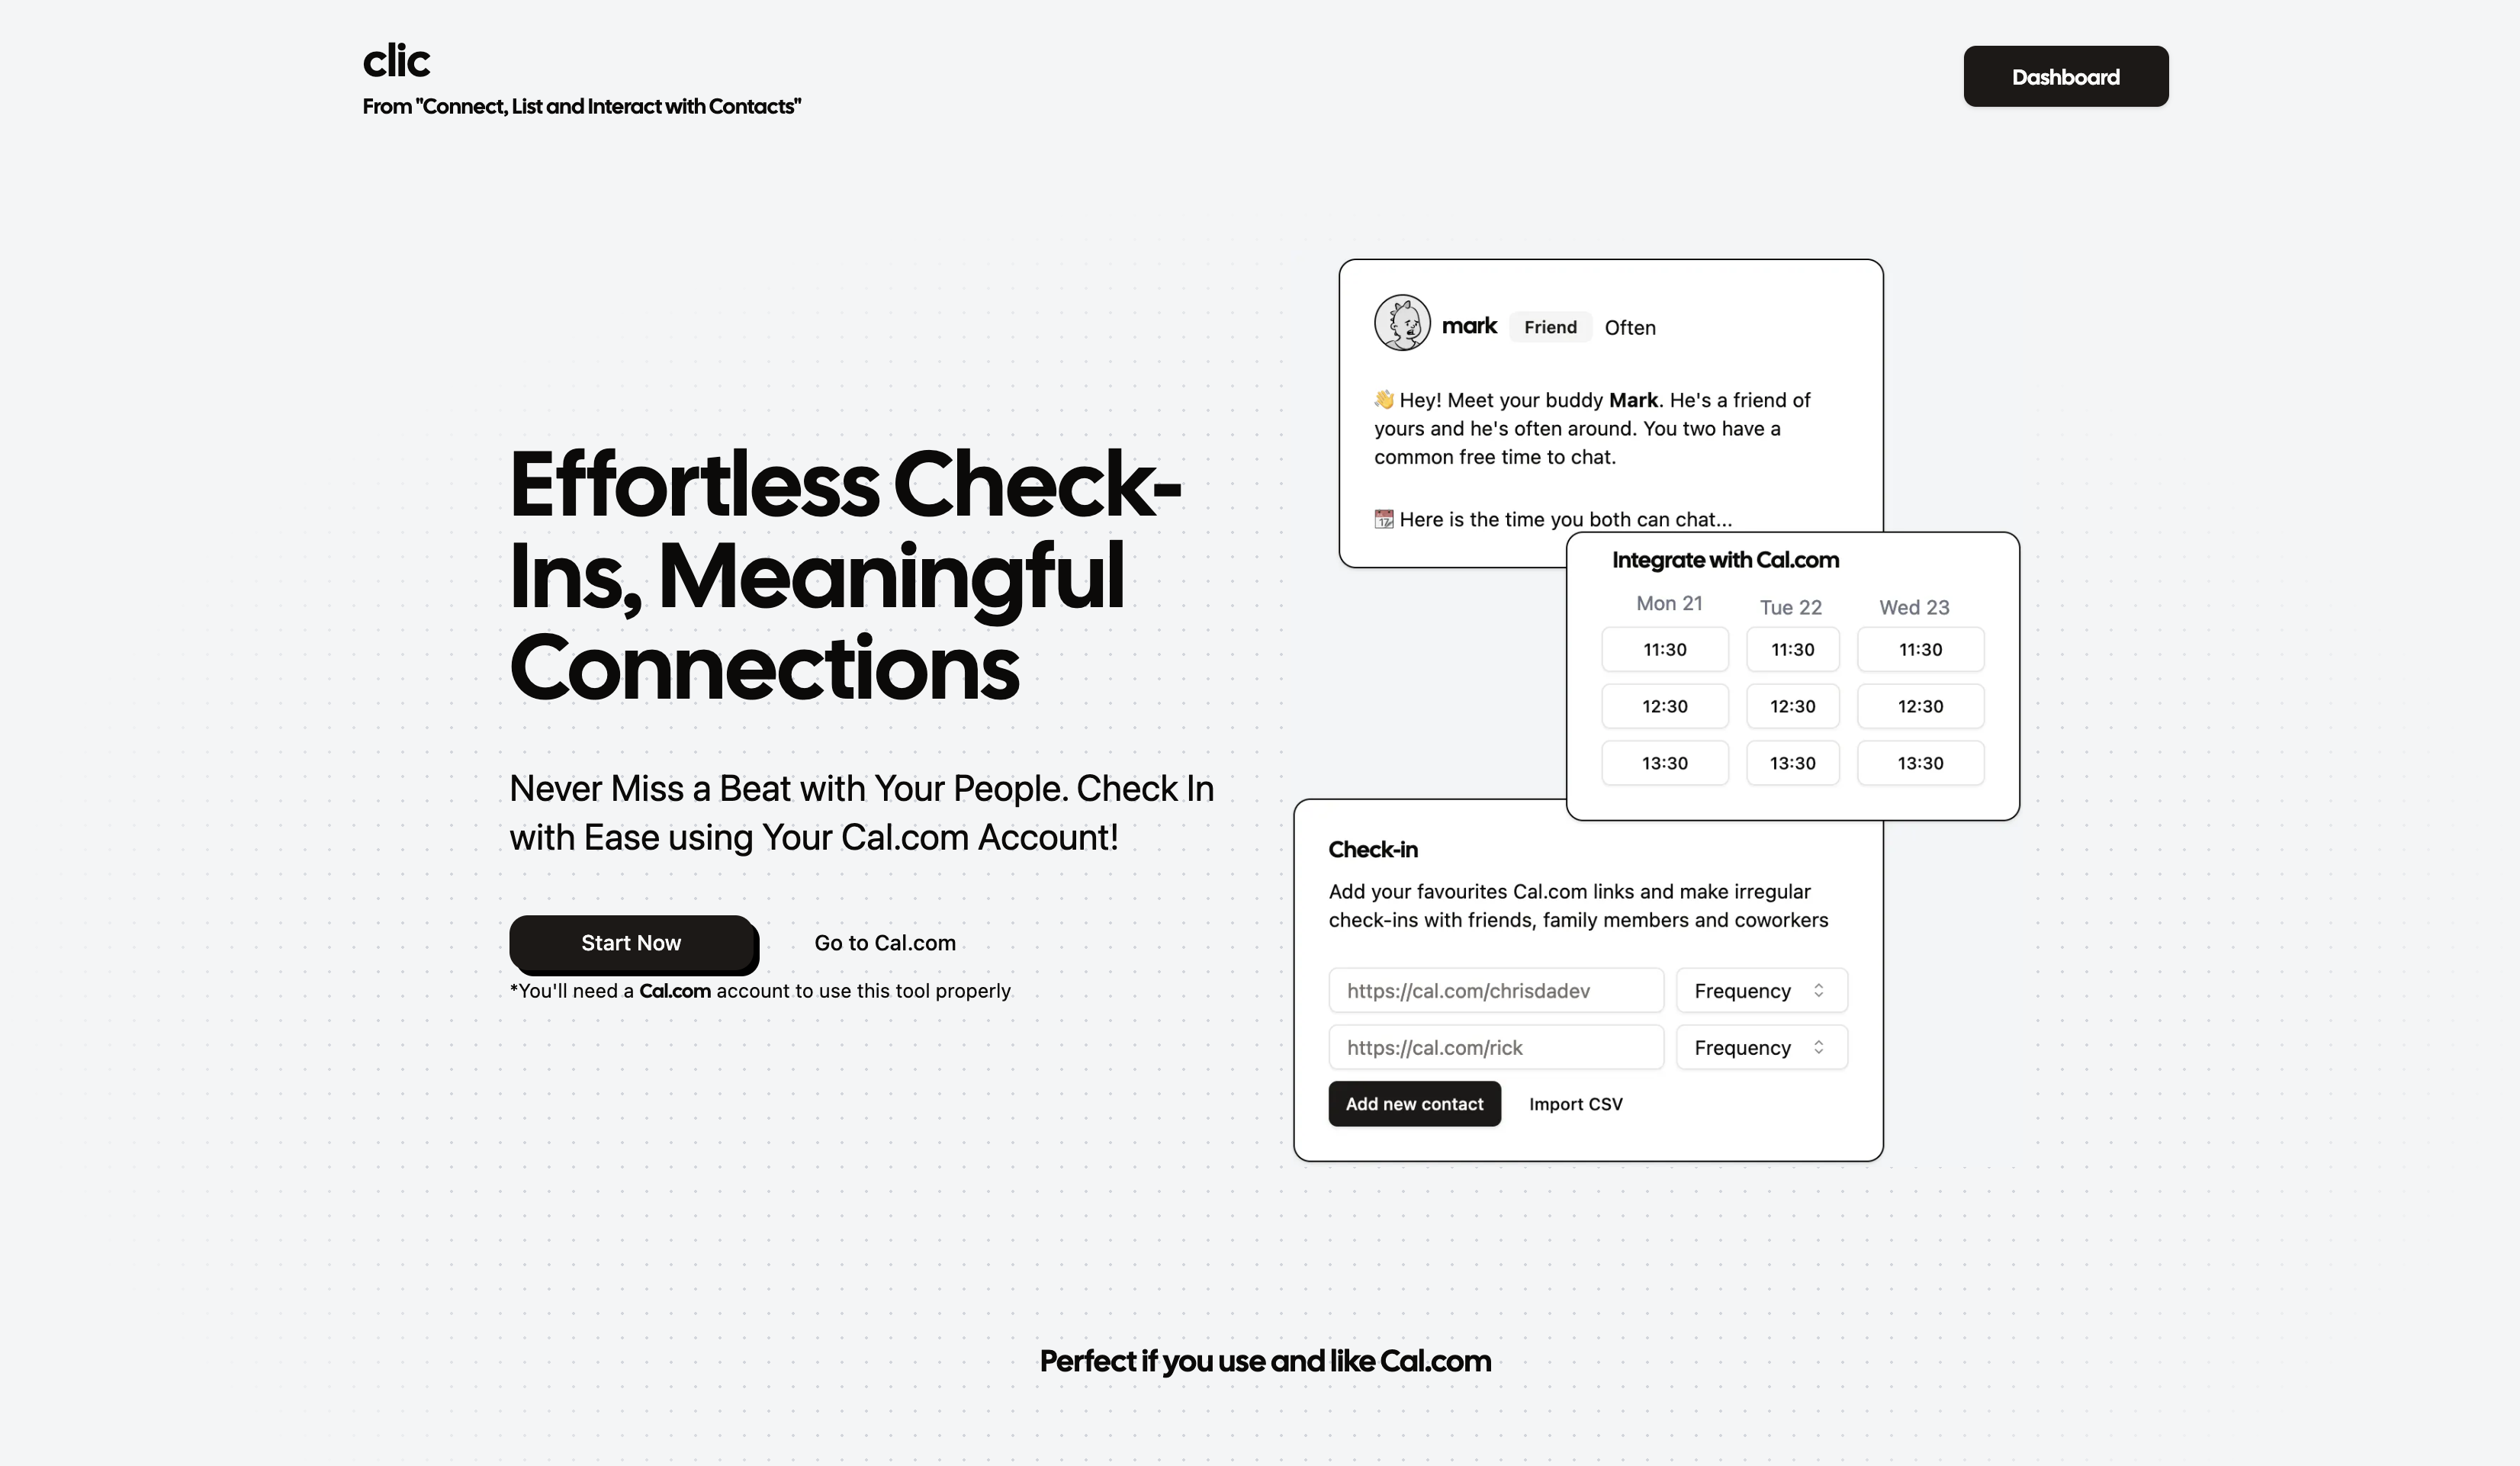 clic
From "Connect, List and Interact with Contacts"
Dashboard
Effortless Check-
Ins, Meaningful
Connections
Never Miss a Beat with Your People. Check In
with Ease using Your Cal.com Account!
Start Now
Go to Cal.com
*You'll need a Cal.com account to use this tool properly
mark
Friend
Often
👋 Hey! Meet your buddy Mark. He's a friend of
yours and he's often around. You two have a
common free time to chat.
📆 Here is the time you both can chat...
Integrate with Cal.com
Mon 21 Tue 22 Wed 23
11:30 11:30 11:30
12:30 12:30 12:30
13:30 13:30 13:30
Check-in
Add your favourites Cal.com links and make irregular
check-ins with friends, family members and coworkers
https://cal.com/chrisdadev Frequency
https://cal.com/rick Frequency
Add new contact Import CSV
Perfect if you use and like Cal.com